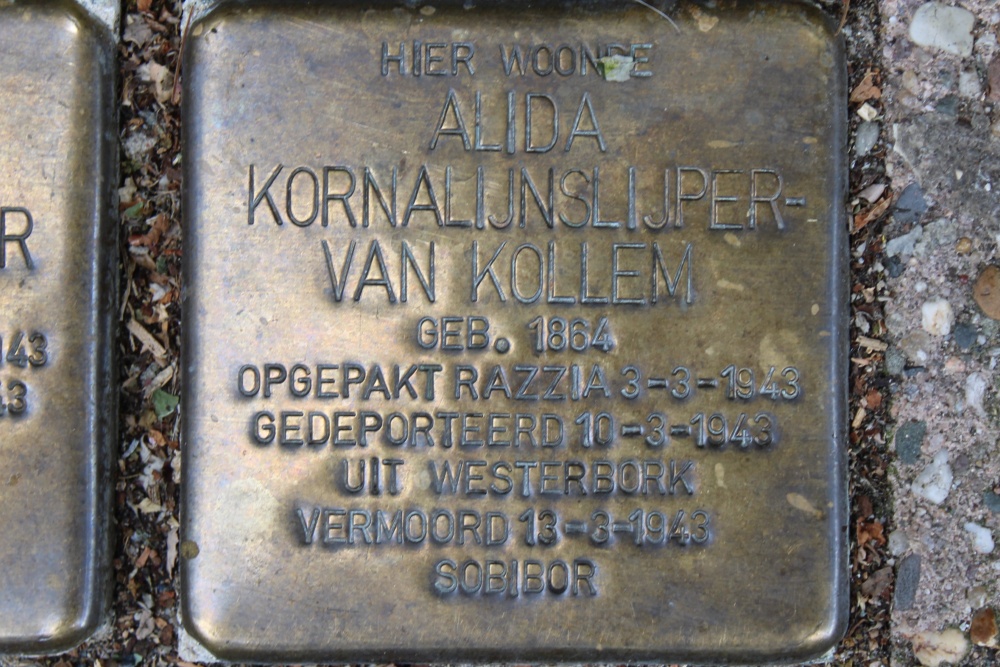 HIER WOONDE
ALIDA
KORNALIJNSLIJPER-
VAN KOLLEM
GEB. 1864
OPGEPAKT RAZZIA 3-3-1943
GEDEPORTEERD 10-3-1943
UIT WESTERBORK
VERMOORD 13-3-1943
SOBIBOR